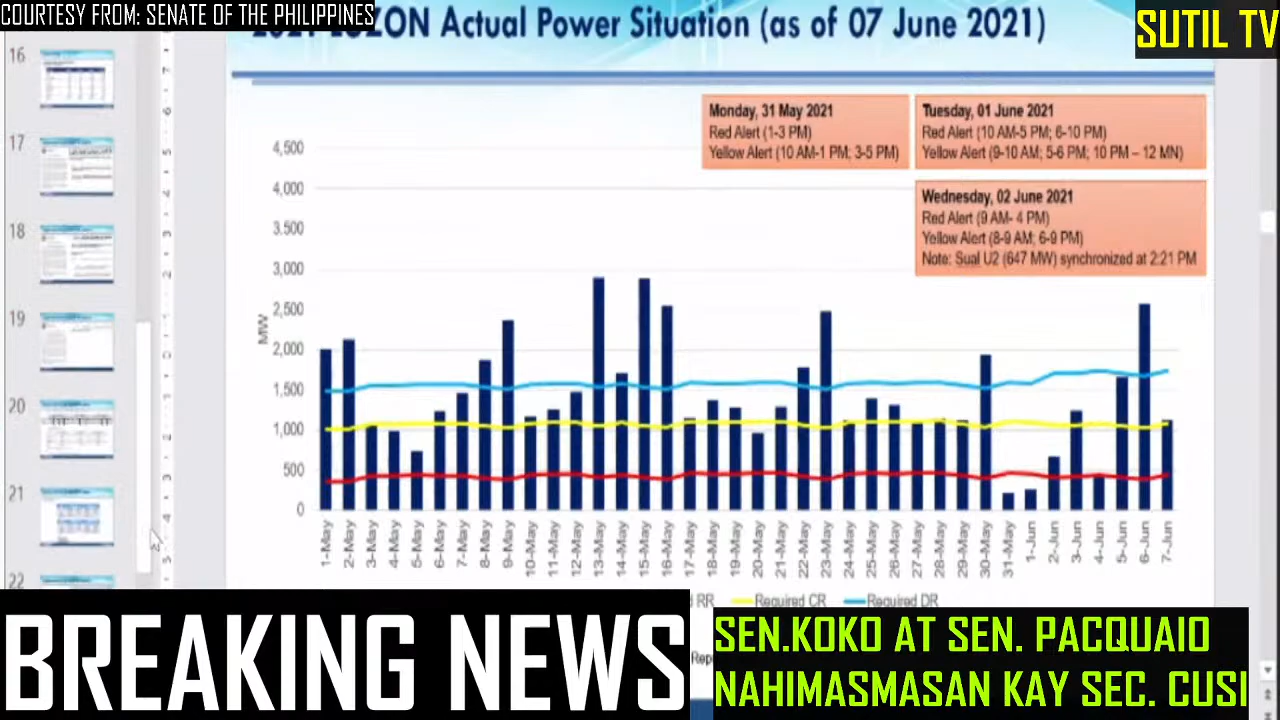 COURTESY FROM: SENATE OF THE PHILIPPINES
SUTIL TV
LUZON Actual Power Situation (as of 07 June 2021)
16
17
18
19
20
21
22
Monday, 31 May 2021
Red Alert (1-3 PM)
Yellow Alert (10 AM-1 PM; 3-5 PM)
Tuesday, 01 June 2021
Red Alert (10 AM-5 PM; 6-10 PM)
Yellow Alert (9-10 AM; 5-6 PM; 10 PM – 12 MN)
Wednesday, 02 June 2021
Red Alert (9 AM- 4 PM)
Yellow Alert (8-9 AM; 6-9 PM)
Note: Sual U2 (647 MW) synchronized at 2:21 PM
MW
4,500
4,000
3,500
3,000
2,500
2,000
1,500
1,000
500
0
1-May
2-May
3-May
4-May
5-May
6-May
7-May
8-May
9-May
10-May
11-May
12-May
13-May
14-May
15-May
16-May
17-May
18-May
19-May
20-May
21-May
22-May
23-May
24-May
25-May
26-May
27-May
28-May
29-May
30-May
31-May
1-Jun
2-Jun
3-Jun
4-Jun
5-Jun
6-Jun
7-Jun
RR
Required CR
Required DR
BREAKING NEWS
SEN.KOKO AT SEN. PACQUAIO
NAHIMASMASAN KAY SEC. CUSI